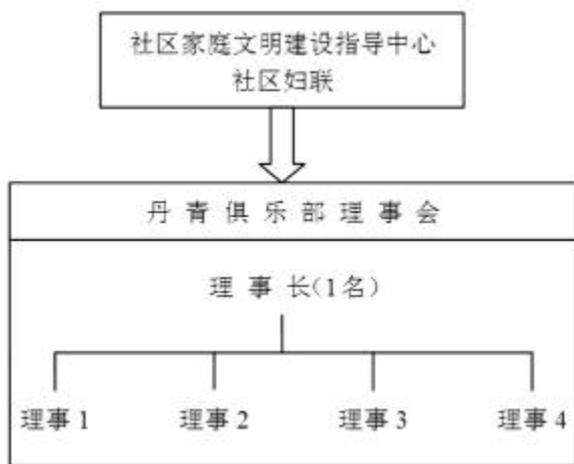 社区家庭文明建设指导中心
社区妇联
丹青俱乐部理事会
理事长(1名)
理事1 理事2 理事3 理事4